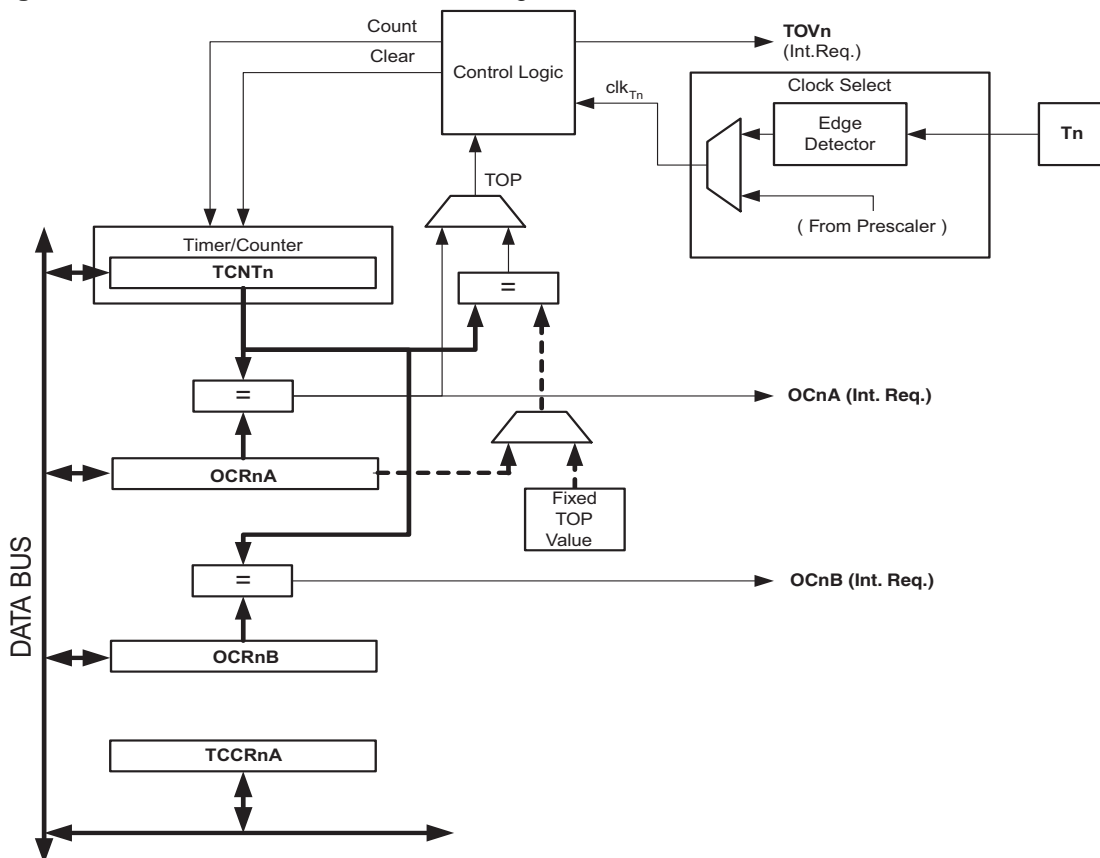 Count
TOVn
(Int.Req.)
Clear
Control Logic
clkTn
Clock Select
Edge
Detector
Tn
TOP
( From Prescaler )
Timer/Counter
TCNTn
=
=
OCnA (Int. Req.)
OCRnA
Fixed
TOP
Value
=
OCnB (Int. Req.)
DATA BUS
OCRnB
TCCRnA